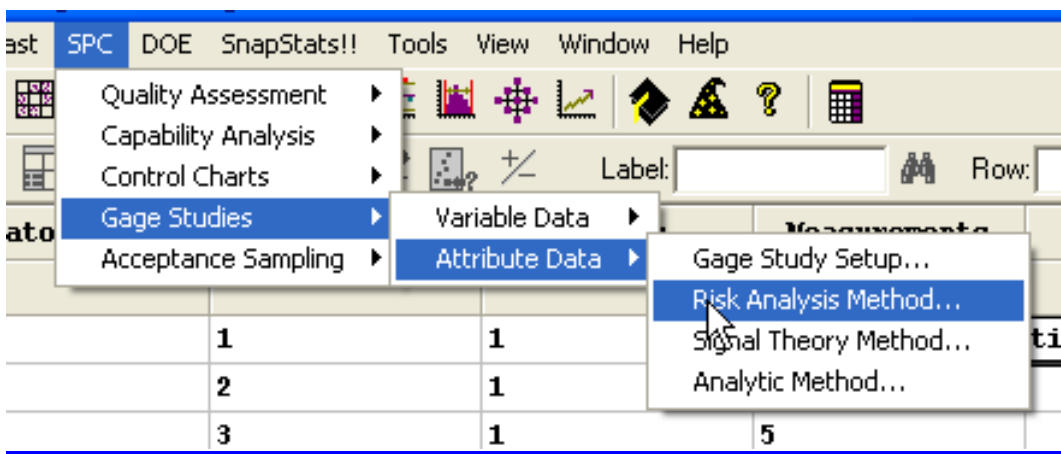 ast SPC DOE SnapStats!! Tools View Window Help
Quality Assessment
Capability Analysis
Label: Row:
Control Charts
Gage Studies Variable Data
ato Measurements
Acceptance Sampling Attribute Data Gage Study Setup...
Risk Analysis Method...
1 1 Signal Theory Method... ti
2 1 Analytic Method...
3 1 5